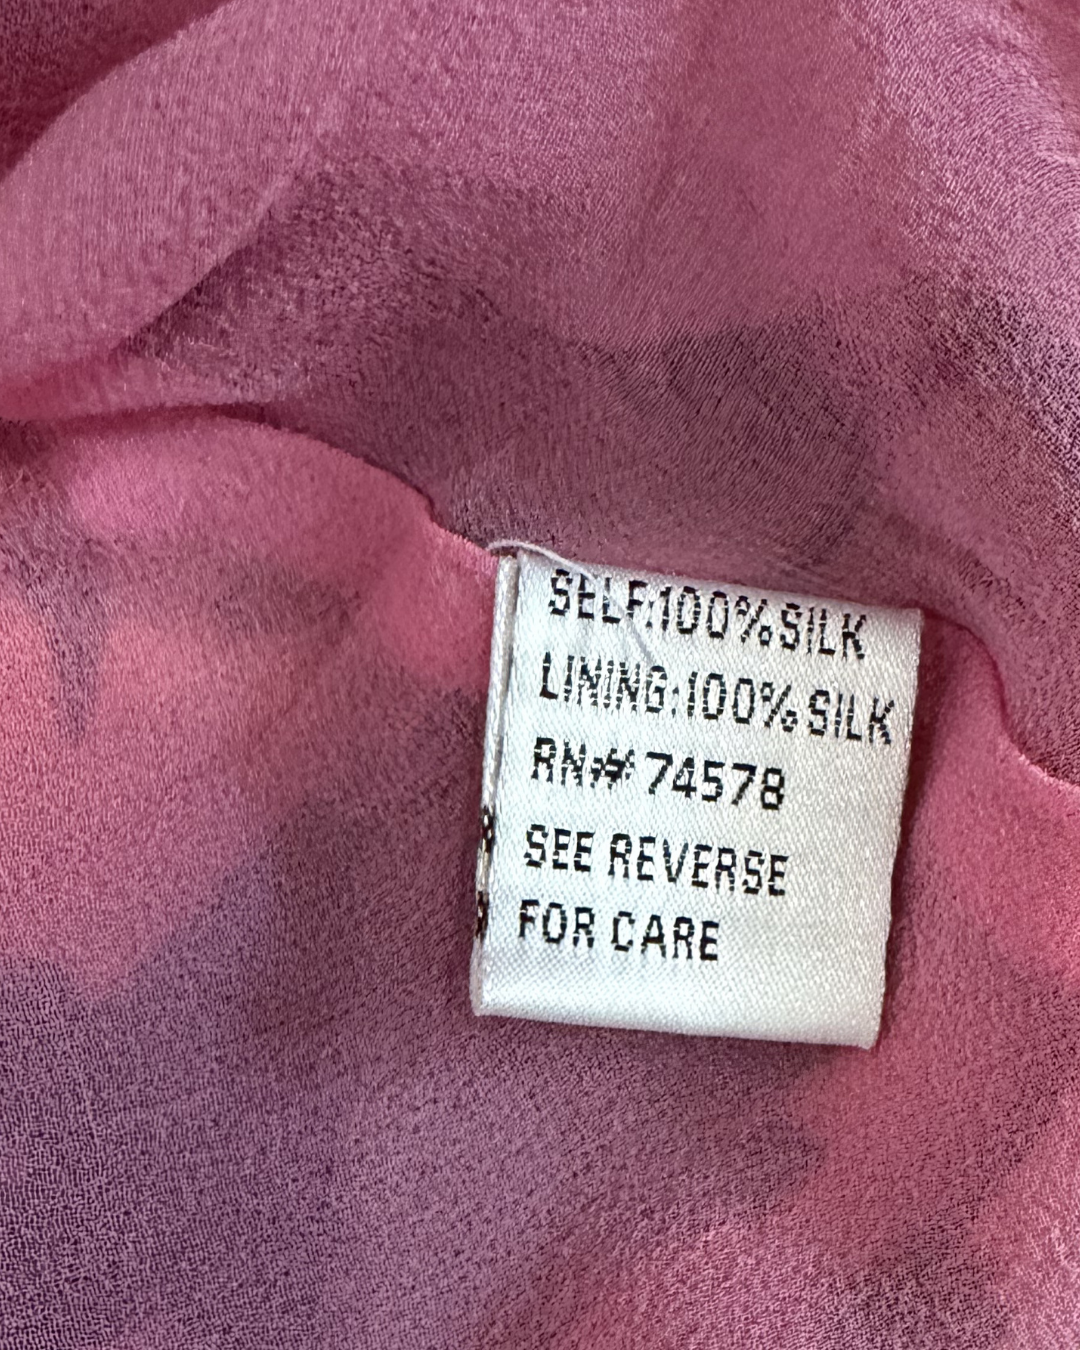 SELF:100%SILK
LINING:100%SILK
RN# 74578
SEE REVERSE
FOR CARE